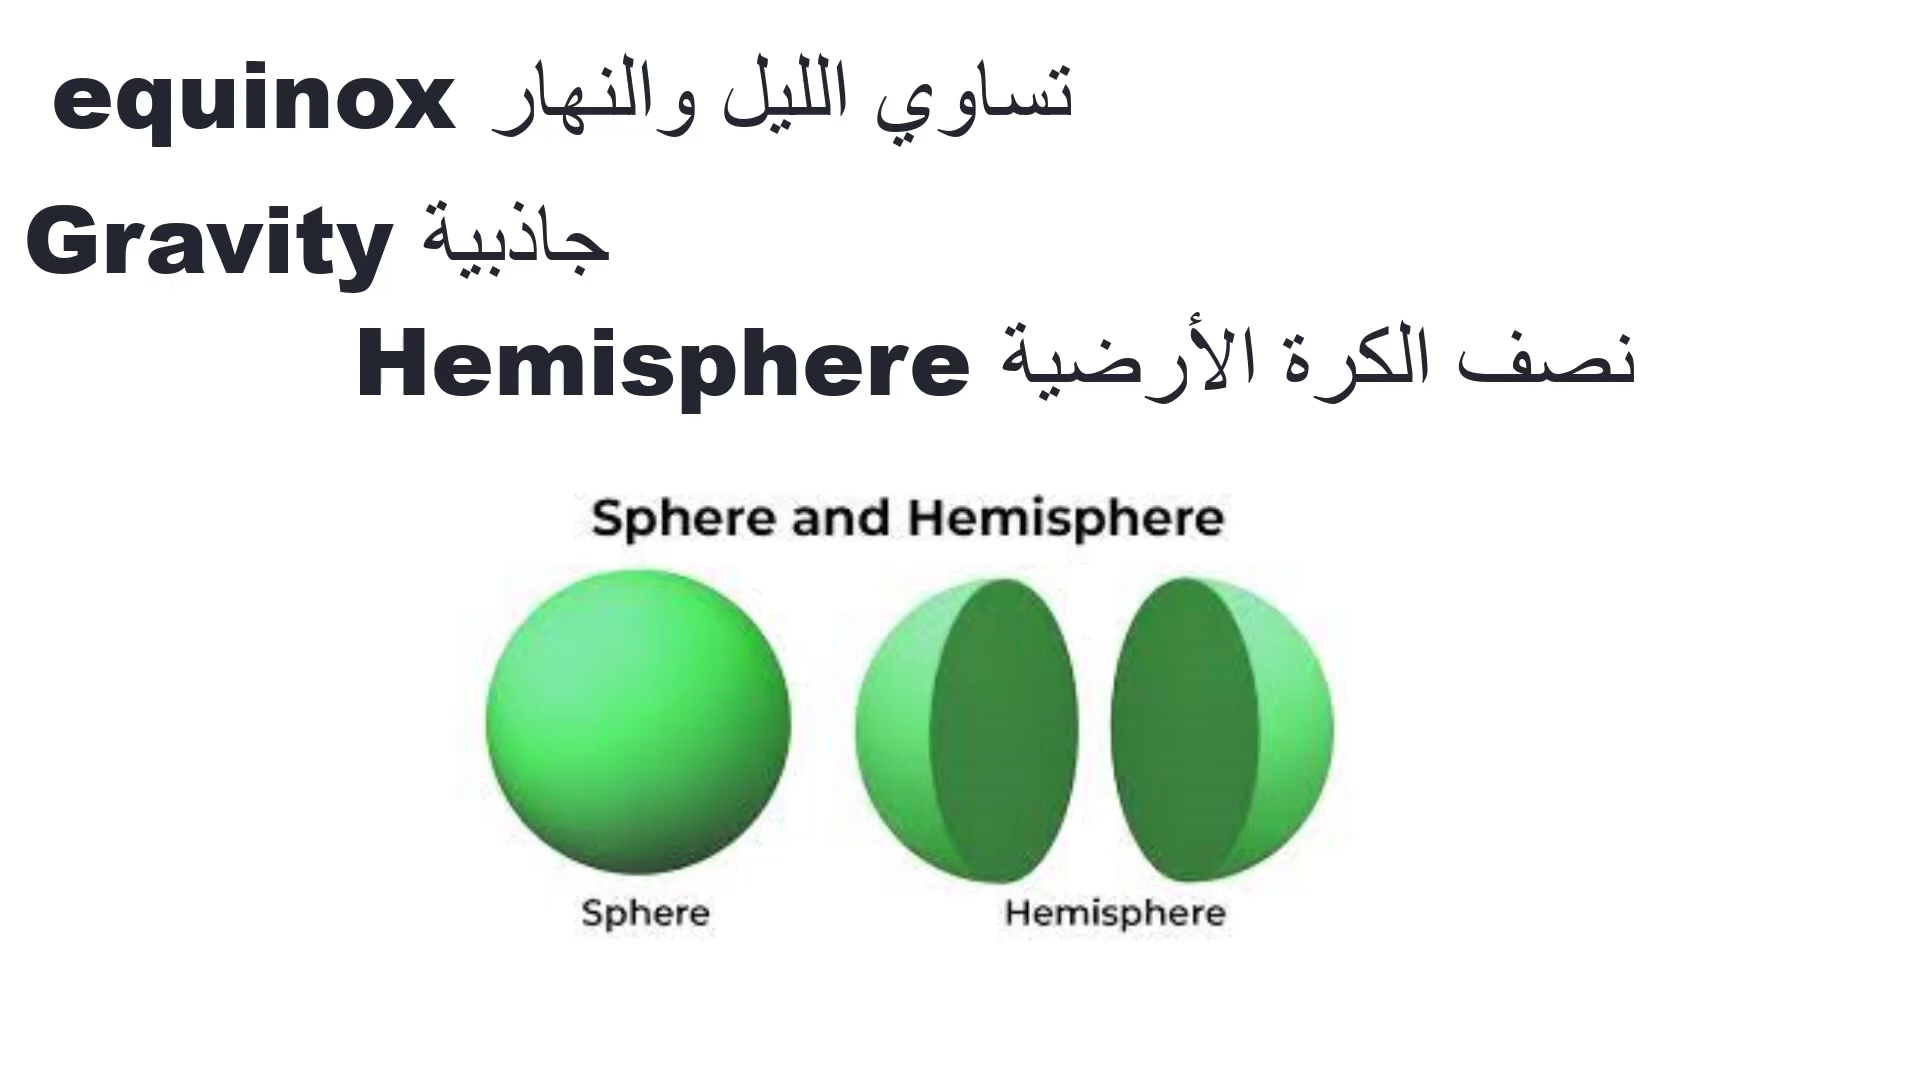 equinox تساوي الليل والنهار
Gravity جاذبية
Hemisphere نصف الكرة الأرضية
Sphere and Hemisphere
Sphere
Hemisphere